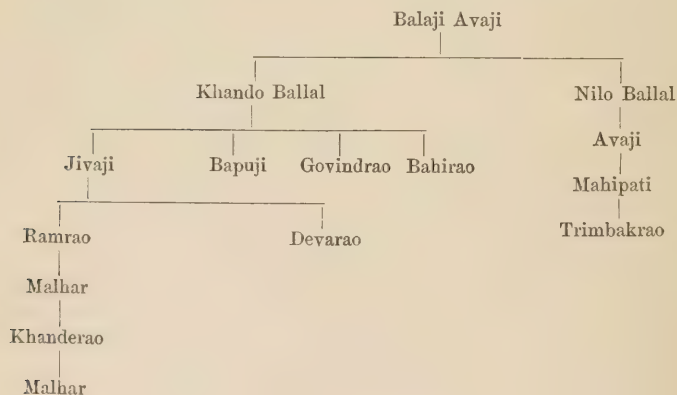 Balaji Avaji
Khando Ballal Nilo Ballal
Avaji
Jivaji Bapuji Govindrao Bahirao
Mahipati
Ramrao Devarao Trimbakrao
Malhar
Khanderao
Malhar